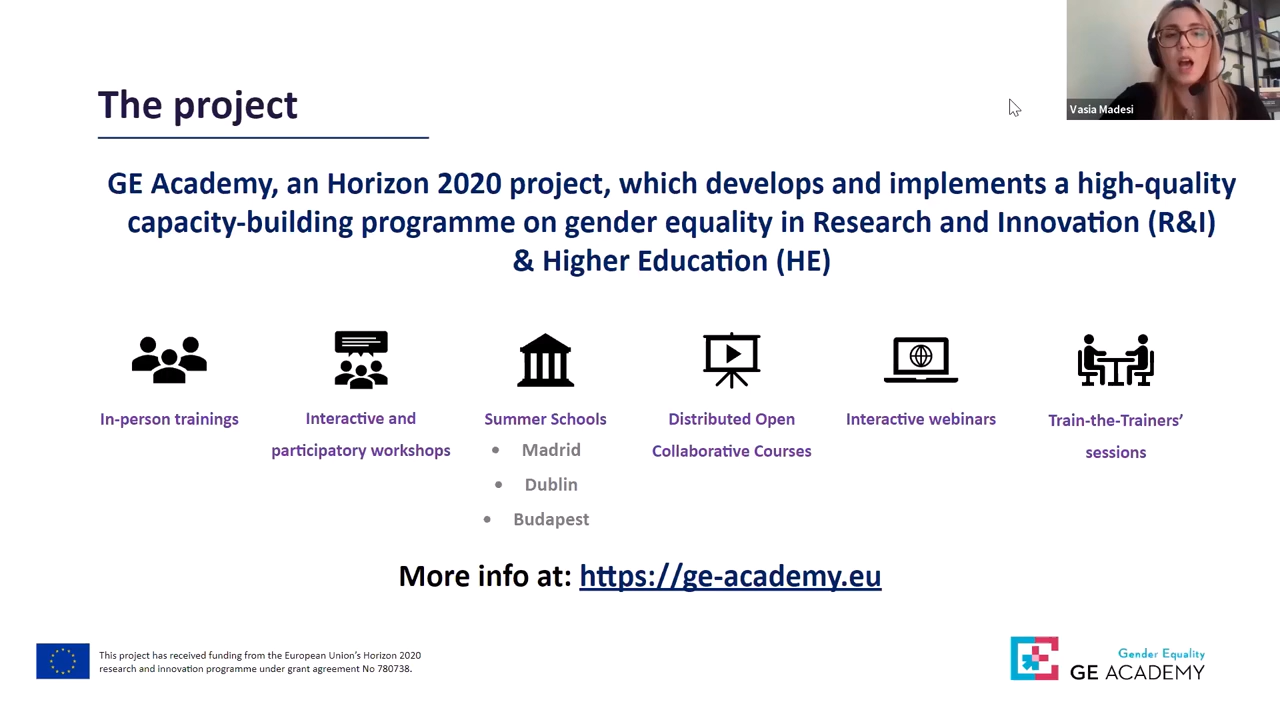 Vasia Madesi
The project
GE Academy, an Horizon 2020 project, which develops and implements a high-quality
capacity-building programme on gender equality in Research and Innovation (R&I)
& Higher Education (HE)
In-person trainings
Interactive and
participatory workshops
Summer Schools
• Madrid
• Dublin
• Budapest
Distributed Open
Collaborative Courses
Interactive webinars
Train-the-Trainers’
sessions
More info at: https://ge-academy.eu
This project has received funding from the European Union’s Horizon 2020
research and innovation programme under grant agreement No 780738.
Gender Equality
GE ACADEMY